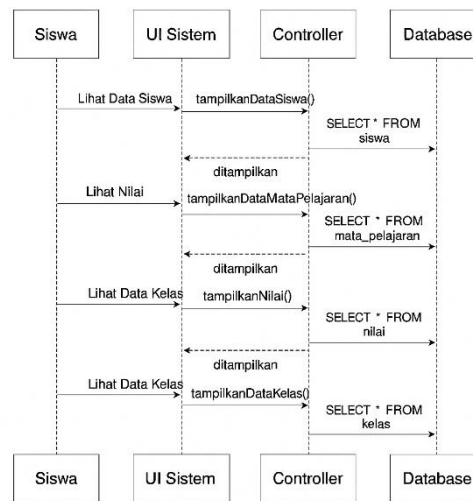 Siswa
UI Sistem
Controller
Database
Lihat Data Siswa
tampilkanDataSiswa()
SELECT * FROM
siswa
ditampilkan
Lihat Nilai
tampilkanDataMataPelajaran()
SELECT * FROM
mata_pelajaran
ditampilkan
Lihat Data Kelas
tampilkanNilai()
SELECT * FROM
nilai
ditampilkan
Lihat Data Kelas
tampilkanDataKelas()
SELECT * FROM
kelas
Siswa
UI Sistem
Controller
Database